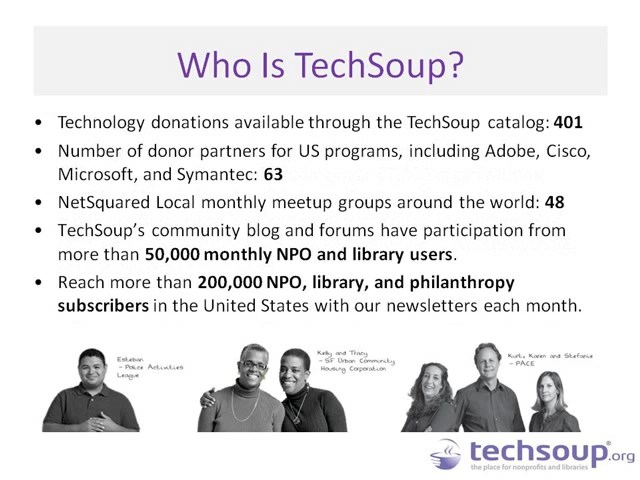 Who Is TechSoup?
• Technology donations available through the TechSoup catalog: 401
• Number of donor partners for US programs, including Adobe, Cisco,
Microsoft, and Symantec: 63
• NetSquared Local monthly meetup groups around the world: 48
• TechSoup’s community blog and forums have participation from
more than 50,000 monthly NPO and library users.
• Reach more than 200,000 NPO, library, and philanthropy
subscribers in the United States with our newsletters each month.
Esteban
- Police Activities
League
Kelly and Tracy
- SF Urban Community
Housing Corporation
Kurt, Karen and Stefanie
- PACE
techsoup®.org
the place for nonprofits and libraries